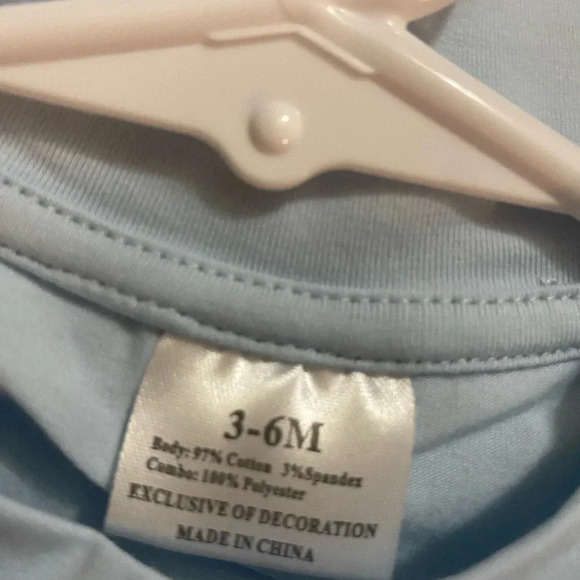 3-6M
Body: 97% Cotton 3%Spandex
Combo: 100% Polyester
EXCLUSIVE OF DECORATION
MADE IN CHINA